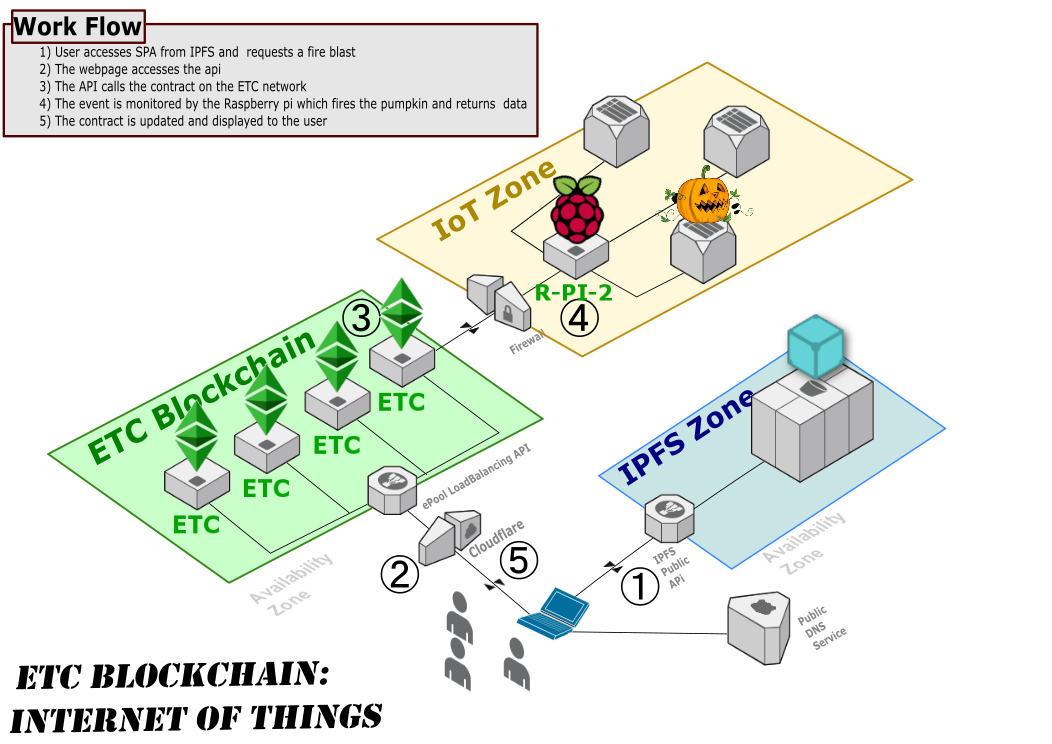 Work Flow
1) User accesses SPA from IPFS and requests a fire blast
2) The webpage accesses the api
3) The API calls the contract on the ETC network
4) The event is monitored by the Raspberry pi which fires the pumpkin and returns data
5) The contract is updated and displayed to the user
IoT Zone
R-PI-2
④
Firewall
③
ETC Blockchain
ETC
ETC
ETC
ETC
ePool LoadBalancing API
Cloudflare
②
⑤
Availability
Zone
IPFS Zone
IPFS
Public
APi
①
Availability
Zone
Public
DNS
Service
ETC BLOCKCHAIN:
INTERNET OF THINGS